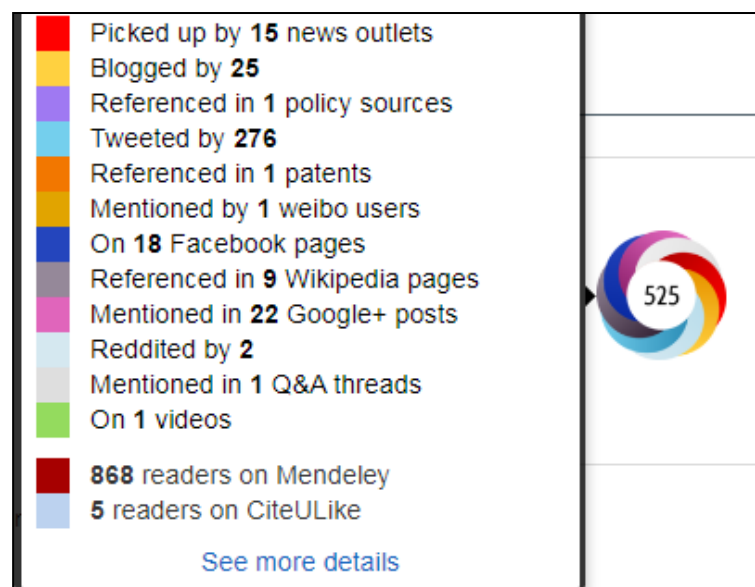 Picked up by 15 news outlets
Blogged by 25
Referenced in 1 policy sources
Tweeted by 276
Referenced in 1 patents
Mentioned by 1 weibo users
On 18 Facebook pages
Referenced in 9 Wikipedia pages
Mentioned in 22 Google+ posts
Reddited by 2
Mentioned in 1 Q&A threads
On 1 videos
868 readers on Mendeley
5 readers on CiteULike
See more details
525